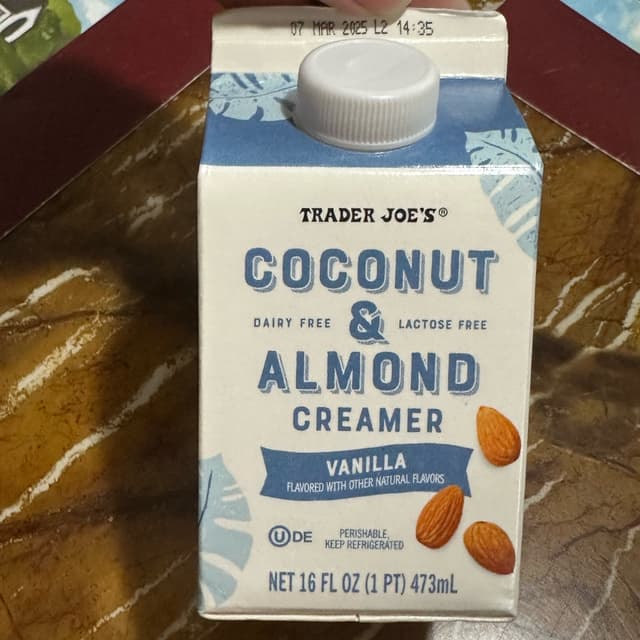 07 MAR 2025 L2 14:35
TRADER JOE'S®
COCONUT
DAIRY FREE & LACTOSE FREE
ALMOND
CREAMER
VANILLA
FLAVORED WITH OTHER NATURAL FLAVORS
Ⓤ DE
PERISHABLE,
KEEP REFRIGERATED
NET 16 FL OZ (1 PT) 473mL